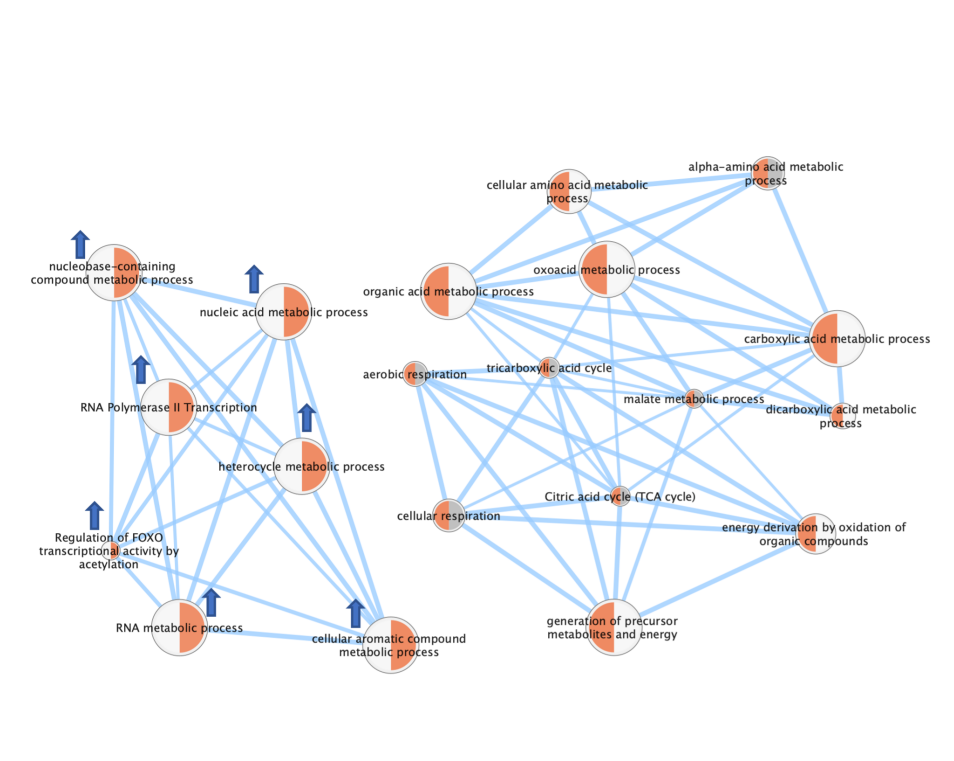 nucleobase-containing
compound metabolic process
nucleic acid metabolic process
RNA Polymerase II Transcription
heterocycle metabolic process
Regulation of FOXO
transcriptional activity by
acetylation
RNA metabolic process
cellular aromatic compound
metabolic process
cellular amino acid metabolic
process
alpha-amino acid metabolic
process
organic acid metabolic process
oxoacid metabolic process
carboxylic acid metabolic process
aerobic respiration
tricarboxylic acid cycle
malate metabolic process
dicarboxylic acid metabolic
process
cellular respiration
Citric acid cycle (TCA cycle)
energy derivation by oxidation of
organic compounds
generation of precursor
metabolites and energy